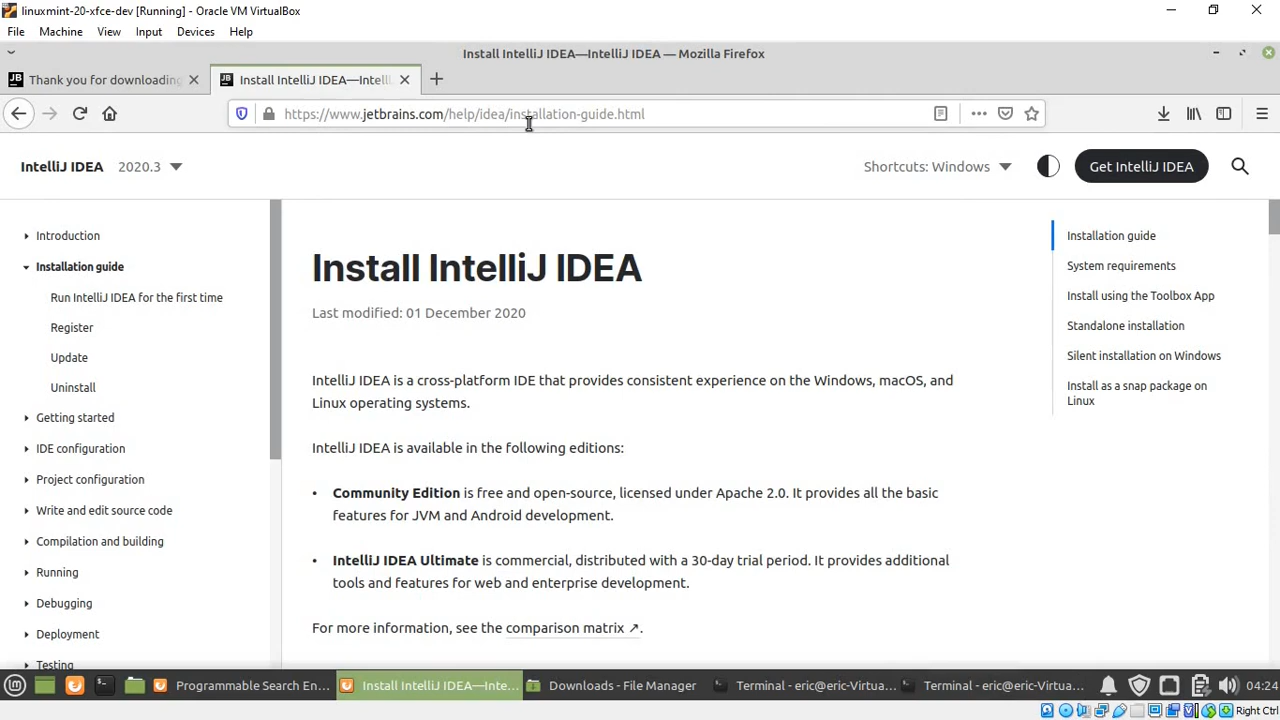 linuxmint-20-xfce-dev [Running] - Oracle VM VirtualBox
File Machine View Input Devices Help
Install IntelliJ IDEA—IntelliJ IDEA — Mozilla Firefox
Thank you for downloading
Install IntelliJ IDEA—Intell
https://www.jetbrains.com/help/idea/installation-guide.html
IntelliJ IDEA 2020.3
Shortcuts: Windows
Get IntelliJ IDEA
Introduction
Installation guide
Run IntelliJ IDEA for the first time
Register
Update
Uninstall
Getting started
IDE configuration
Project configuration
Write and edit source code
Compilation and building
Running
Debugging
Deployment
Testing
Install IntelliJ IDEA
Last modified: 01 December 2020
IntelliJ IDEA is a cross-platform IDE that provides consistent experience on the Windows, macOS, and
Linux operating systems.
IntelliJ IDEA is available in the following editions:
• Community Edition is free and open-source, licensed under Apache 2.0. It provides all the basic
features for JVM and Android development.
• IntelliJ IDEA Ultimate is commercial, distributed with a 30-day trial period. It provides additional
tools and features for web and enterprise development.
For more information, see the comparison matrix ↗.
Installation guide
System requirements
Install using the Toolbox App
Standalone installation
Silent installation on Windows
Install as a snap package on
Linux
Programmable Search En...
Install IntelliJ IDEA—Inte...
Downloads - File Manager
Terminal - eric@eric-Virtua...
Terminal - eric@eric-Virtua...
04:24
Right Ctrl